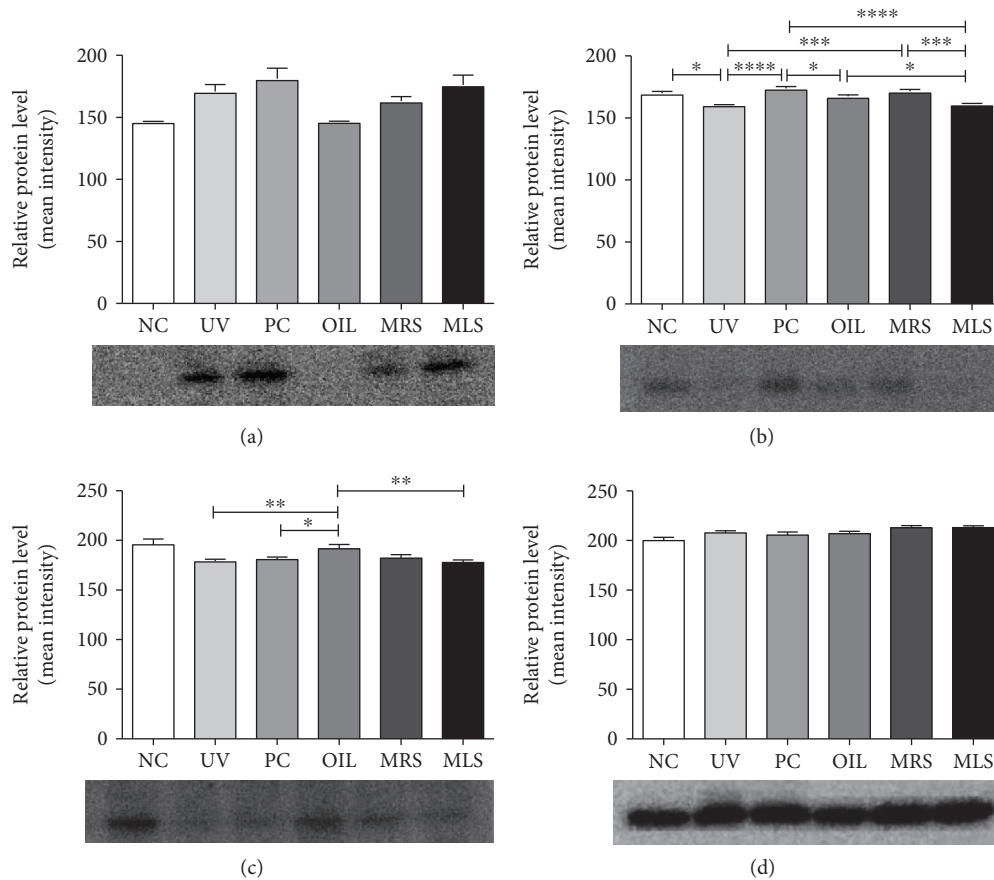 Relative protein level
(mean intensity)
200
150
100
50
0
NC UV PC OIL MRS MLS
(a)
Relative protein level
(mean intensity)
200
150
100
50
0
****
*** ***
* **** * *
NC UV PC OIL MRS MLS
(b)
Relative protein level
(mean intensity)
250
200
150
100
50
0
** **
*
NC UV PC OIL MRS MLS
(c)
Relative protein level
(mean intensity)
250
200
150
100
50
0
NC UV PC OIL MRS MLS
(d)